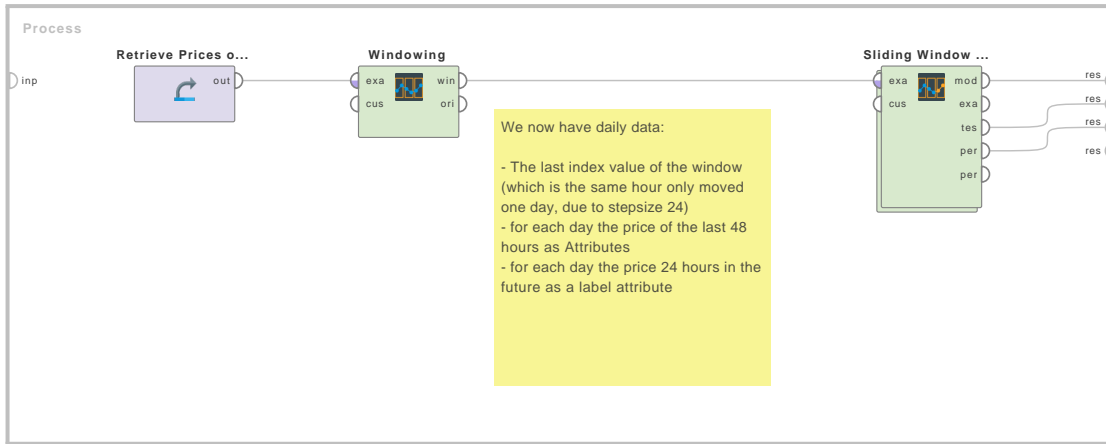 Process
Retrieve Prices o...
Windowing
Sliding Window ...
inp
out
exa
win
cus
ori
exa
mod
cus
exa
tes
per
per
res
res
res
res
We now have daily data:
- The last index value of the window
(which is the same hour only moved
one day, due to stepsize 24)
- for each day the price of the last 48
hours as Attributes
- for each day the price 24 hours in the
future as a label attribute